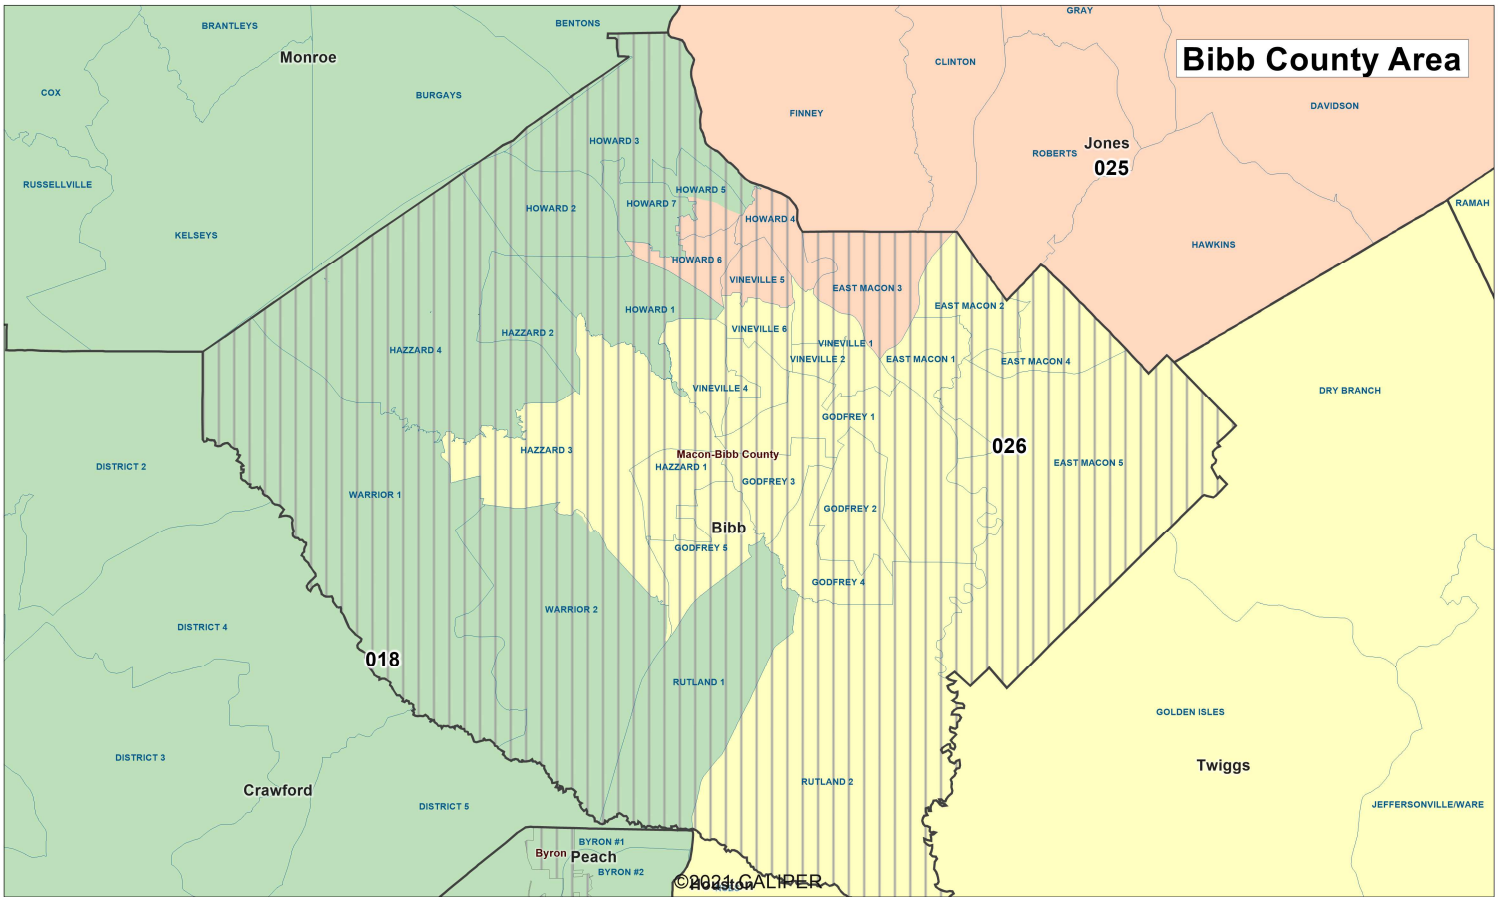 BRANTLEYS
BENTONS
GRAY
Monroe
Bibb County Area
CLINTON
COX
BURGAYS
DAVIDSON
FINNEY
HOWARD 3
Jones
ROBERTS
025
RUSSELLVILLE
HOWARD 5
RAMAH
HOWARD 7
HOWARD 2
HOWARD 4
KELSEYS
HAWKINS
HOWARD 6
VINEVILLE 5
EAST MACON 3
EAST MACON 2
HOWARD 1
VINEVILLE 6
HAZZARD 2
VINEVILLE 1
HAZZARD 4
VINEVILLE 2
EAST MACON 1
EAST MACON 4
VINEVILLE 4
DRY BRANCH
GODFREY 1
026
HAZZARD 3
Macon-Bibb County
HAZZARD 1
EAST MACON 5
DISTRICT 2
GODFREY 3
WARRIOR 1
GODFREY 2
Bibb
GODFREY 5
GODFREY 4
WARRIOR 2
DISTRICT 4
018
RUTLAND 1
GOLDEN ISLES
DISTRICT 3
Twiggs
RUTLAND 2
Crawford
DISTRICT 5
JEFFERSONVILLE/WARE
BYRON #1
Byron
Peach
BYRON #2
©2021 CALIPER
Houston